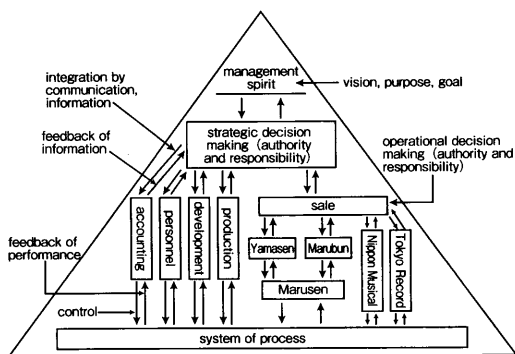 management
spirit
vision, purpose, goal
integration by
communication,
information
feedback of
information
strategic decision
making (authority
and responsibility)
operational decision
making (authority and
responsibility)
accounting
personnel
development
production
sale
Yamasen
Marubun
Nippon Musical
Tokyo Record
feedback of
performance
Marusen
control
system of process